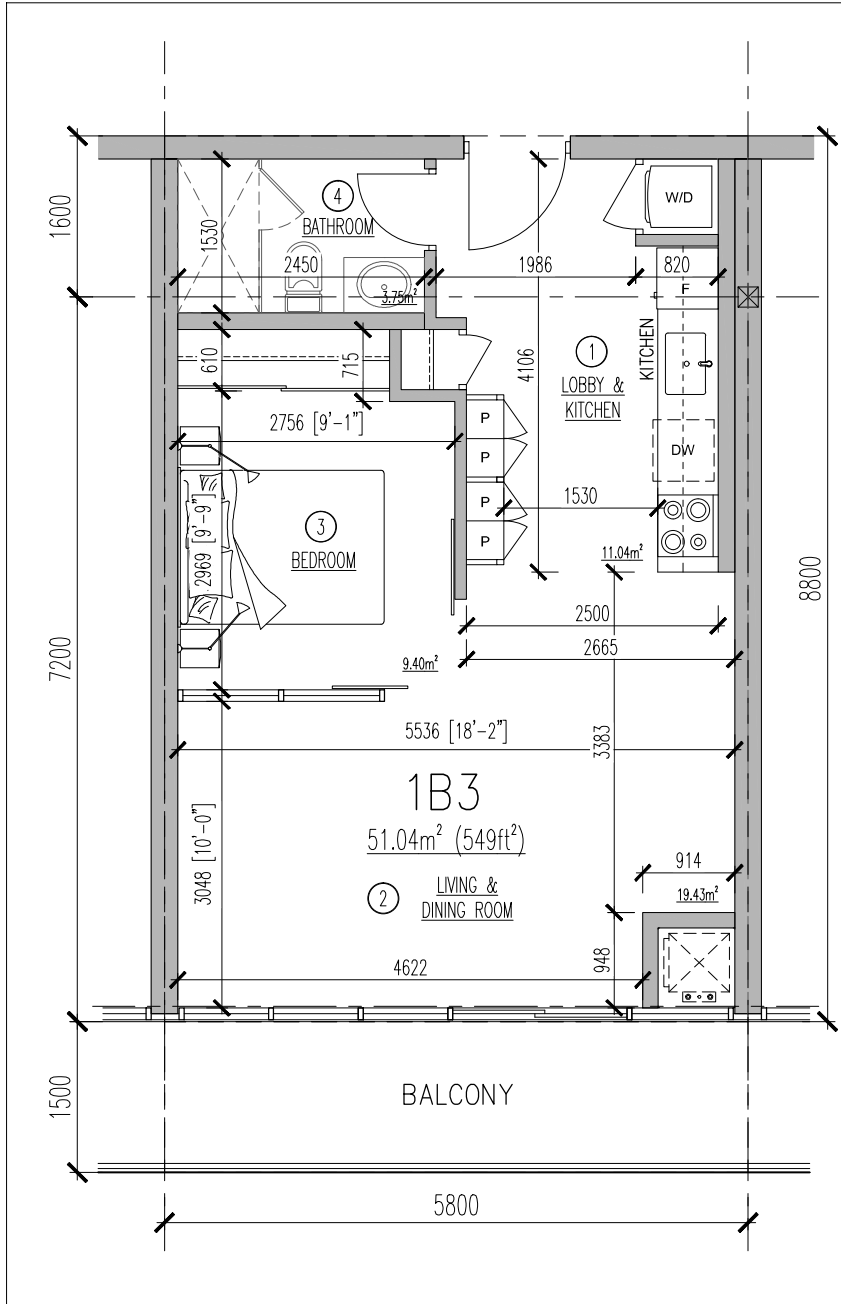 W/D
1600
4
BATHROOM
1530
2450
1986
820
3.75m²
F
KITCHEN
1
LOBBY &
KITCHEN
4106
610
715
2756 [9'-1"]
P
P
P
P
DW
1530
3
BEDROOM
2969 [9'-9"]
11.04m²
8800
2500
2665
7200
9.40m²
5536 [18'-2"]
3383
1B3
51.04m² (549ft²)
3048 [10'-0"]
914
19.43m²
2
LIVING &
DINING ROOM
948
4622
BALCONY
1500
5800